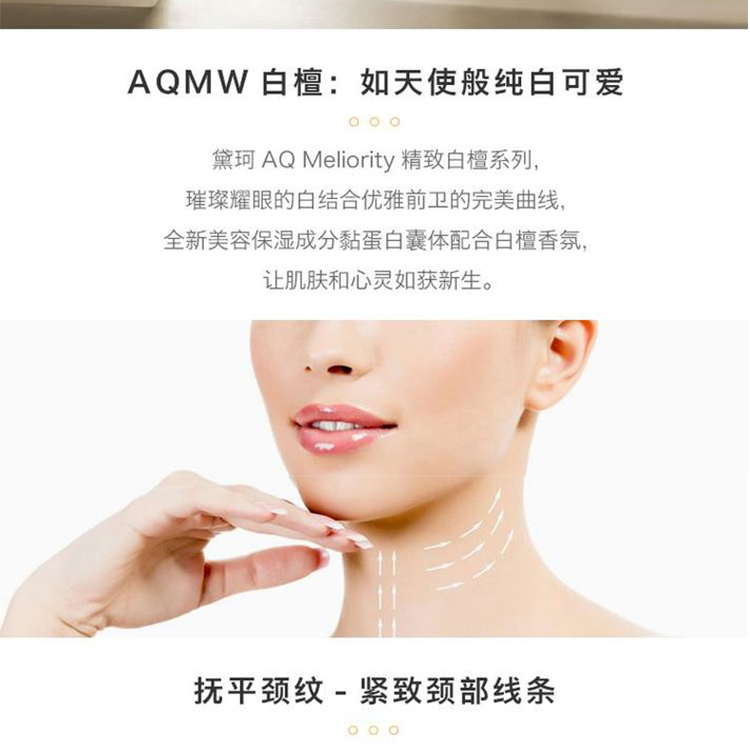 AQMW 白檀：如天使般纯白可爱
黛珂 AQ Meliority 精致白檀系列,
璀璨耀眼的白结合优雅前卫的完美曲线,
全新美容保湿成分黏蛋白囊体配合白檀香氛,
让肌肤和心灵如获新生。
抚平颈纹 - 紧致颈部线条